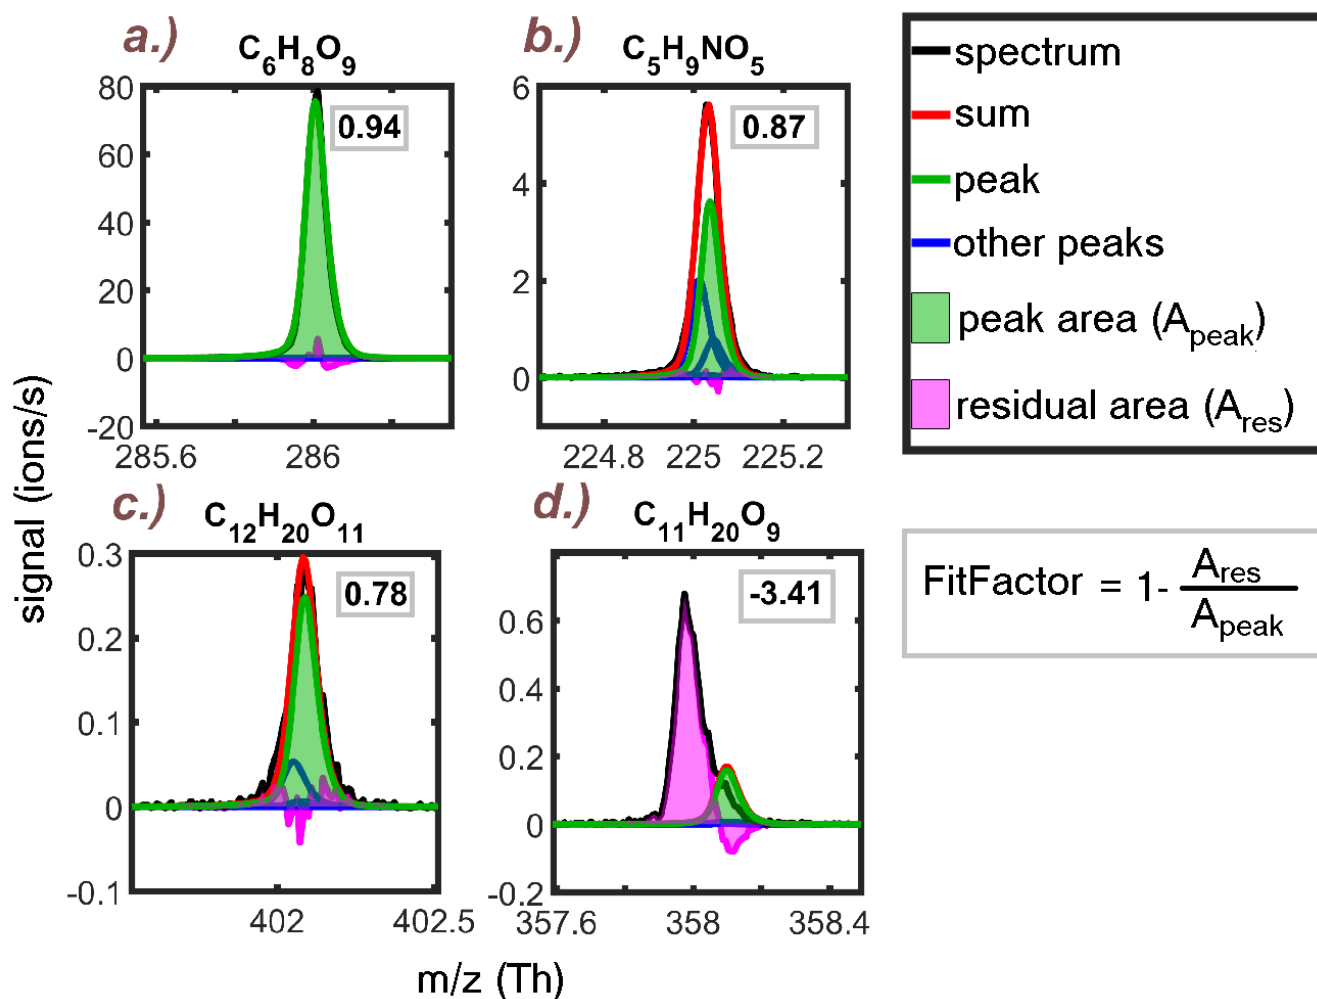 a.)
C6H8O9
0.94
80
60
40
20
0
-20
285.6 286
b.)
C5H9NO5
0.87
6
4
2
0
224.8 225 225.2
spectrum
sum
peak
other peaks
peak area (Apeak)
residual area (Ares)
signal (ions/s)
c.)
C12H20O11
0.78
0.3
0.2
0.1
0
-0.1
402 402.5
d.)
C11H20O9
-3.41
0.6
0.4
0.2
0
-0.2
357.6 358 358.4
FitFactor = 1- Ares
Apeak
m/z (Th)